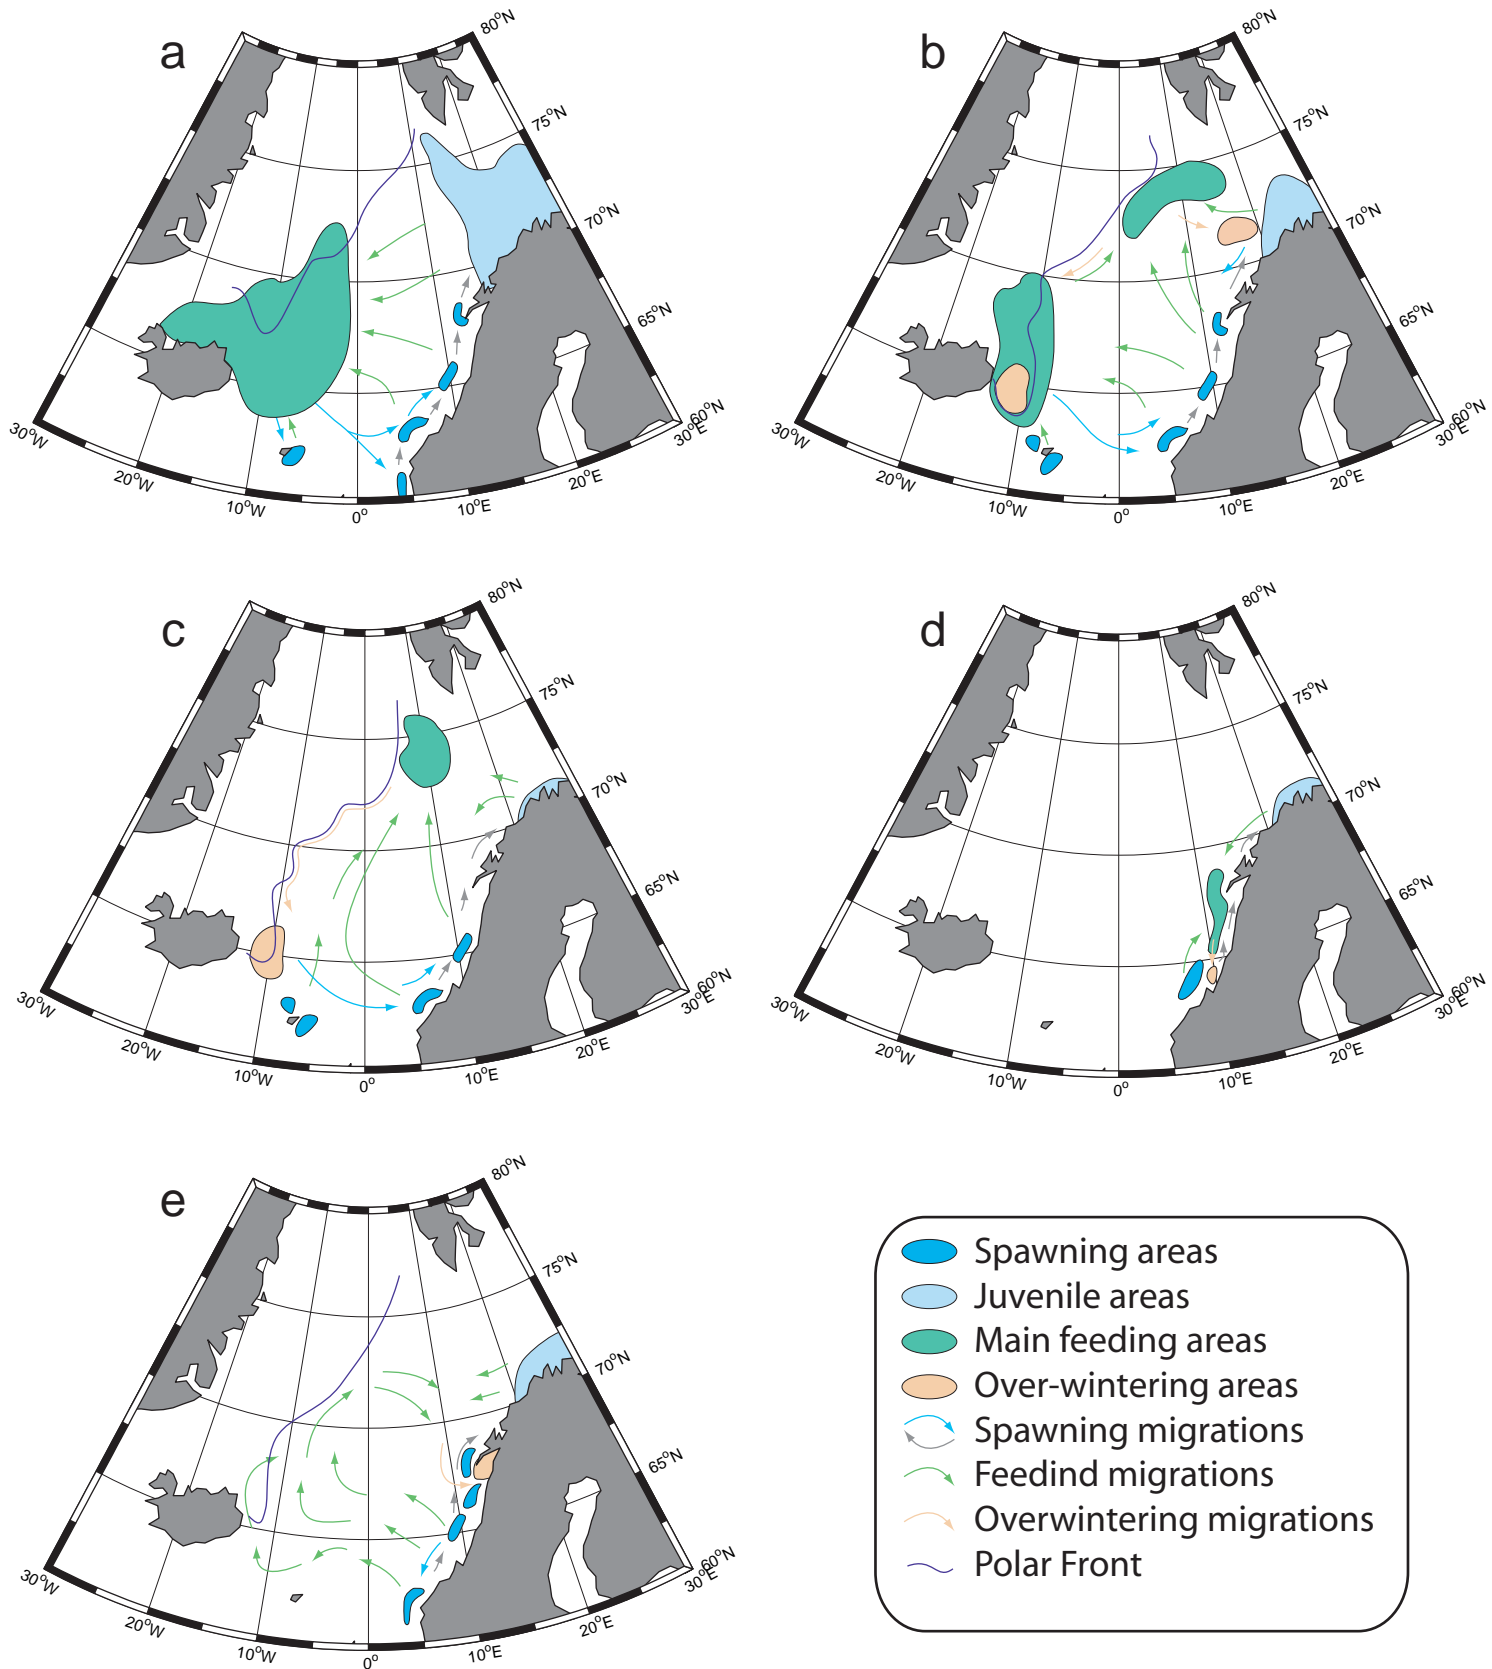 a
80°N
75°N
70°N
65°N
60°N
30°W
20°W
10°W
0°
10°E
20°E
30°E
b
80°N
75°N
70°N
65°N
60°N
30°W
20°W
10°W
0°
10°E
20°E
30°E
c
80°N
75°N
70°N
65°N
60°N
30°W
20°W
10°W
0°
10°E
20°E
30°E
d
80°N
75°N
70°N
65°N
60°N
30°W
20°W
10°W
0°
10°E
20°E
30°E
e
80°N
75°N
70°N
65°N
60°N
30°W
20°W
10°W
0°
10°E
20°E
30°E
Spawning areas
Juvenile areas
Main feeding areas
Over-wintering areas
Spawning migrations
Feedind migrations
Overwintering migrations
Polar Front